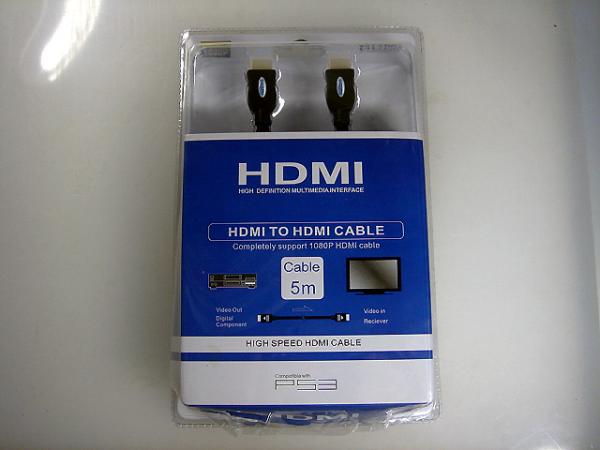 HDMI
HIGH DEFINITION MULTIMEDIA INTERFACE
HDMI TO HDMI CABLE
Completely support 1080P HDMI cable
Cable
5m
Video Out
Digital
Component
Video in
Reciever
HIGH SPEED HDMI CABLE
Compatible with
PS3
HDMI